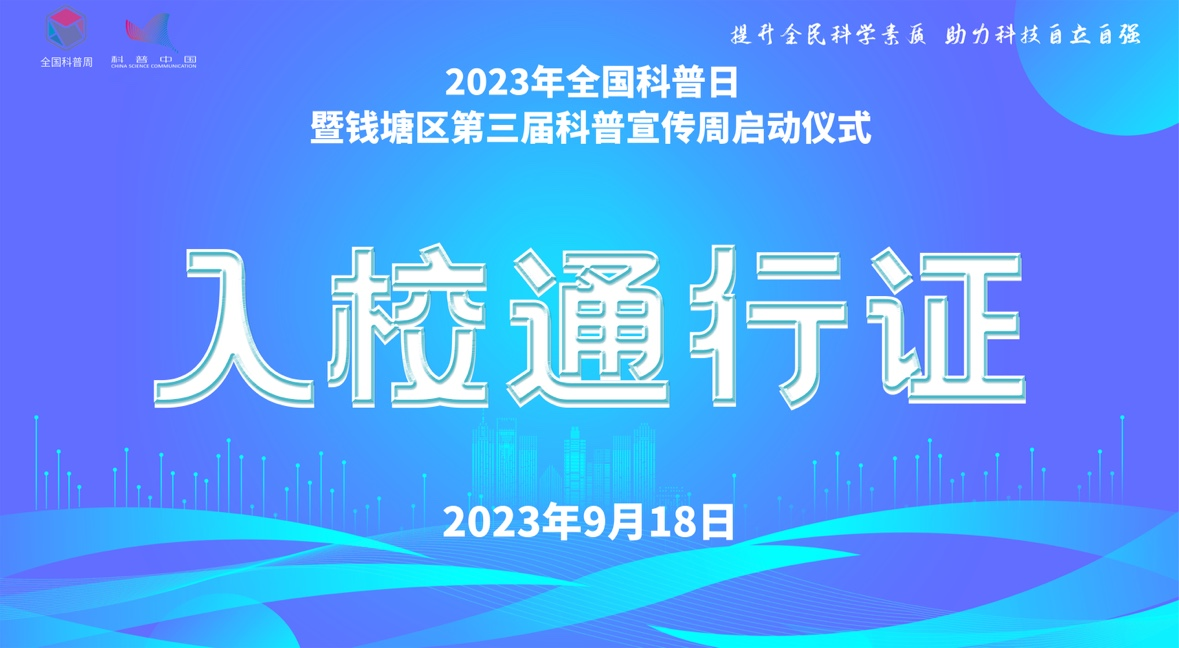 全国科普周
科普中国
CHINA SCIENCE COMMUNICATION
提升全民科学素质 助力科技自立自强
2023年全国科普日
暨钱塘区第三届科普宣传周启动仪式
入校通行证
2023年9月18日